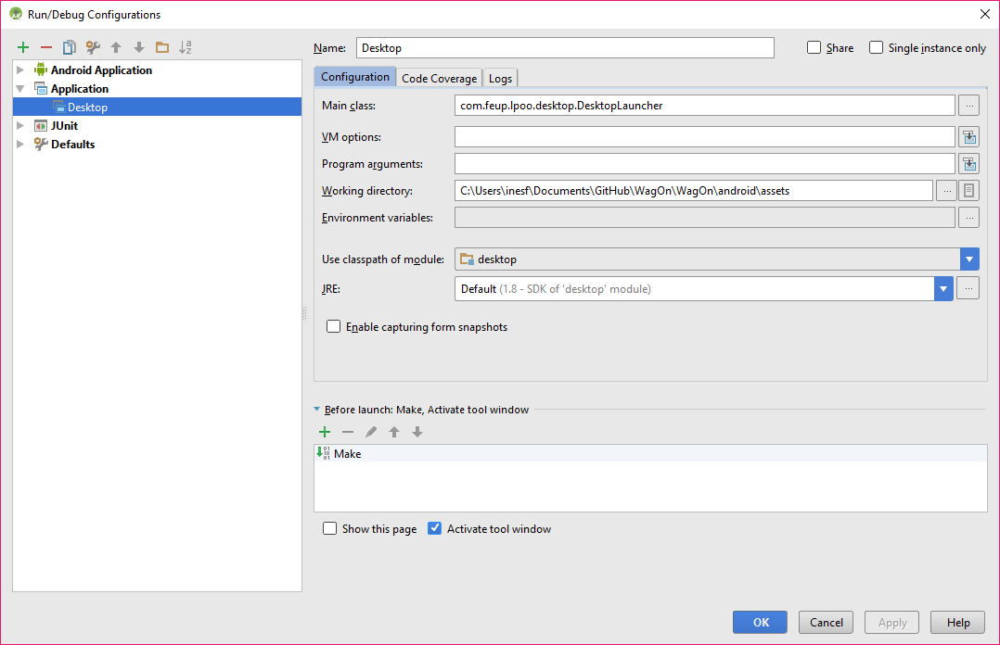 Run/Debug Configurations
Name: Desktop
Share
Single instance only
Android Application
Application
Desktop
JUnit
Defaults
Configuration
Code Coverage
Logs
Main class: com.feup.lpoo.desktop.DesktopLauncher ...
VM options:
Program arguments:
Working directory: C:\Users\inesf\Documents\GitHub\WagOn\WagOn\android\assets ...
Environment variables: ...
Use classpath of module: desktop
JRE: Default (1.8 - SDK of 'desktop' module) ...
Enable capturing form snapshots
Before launch: Make, Activate tool window
Make
Show this page
Activate tool window
OK
Cancel
Apply
Help